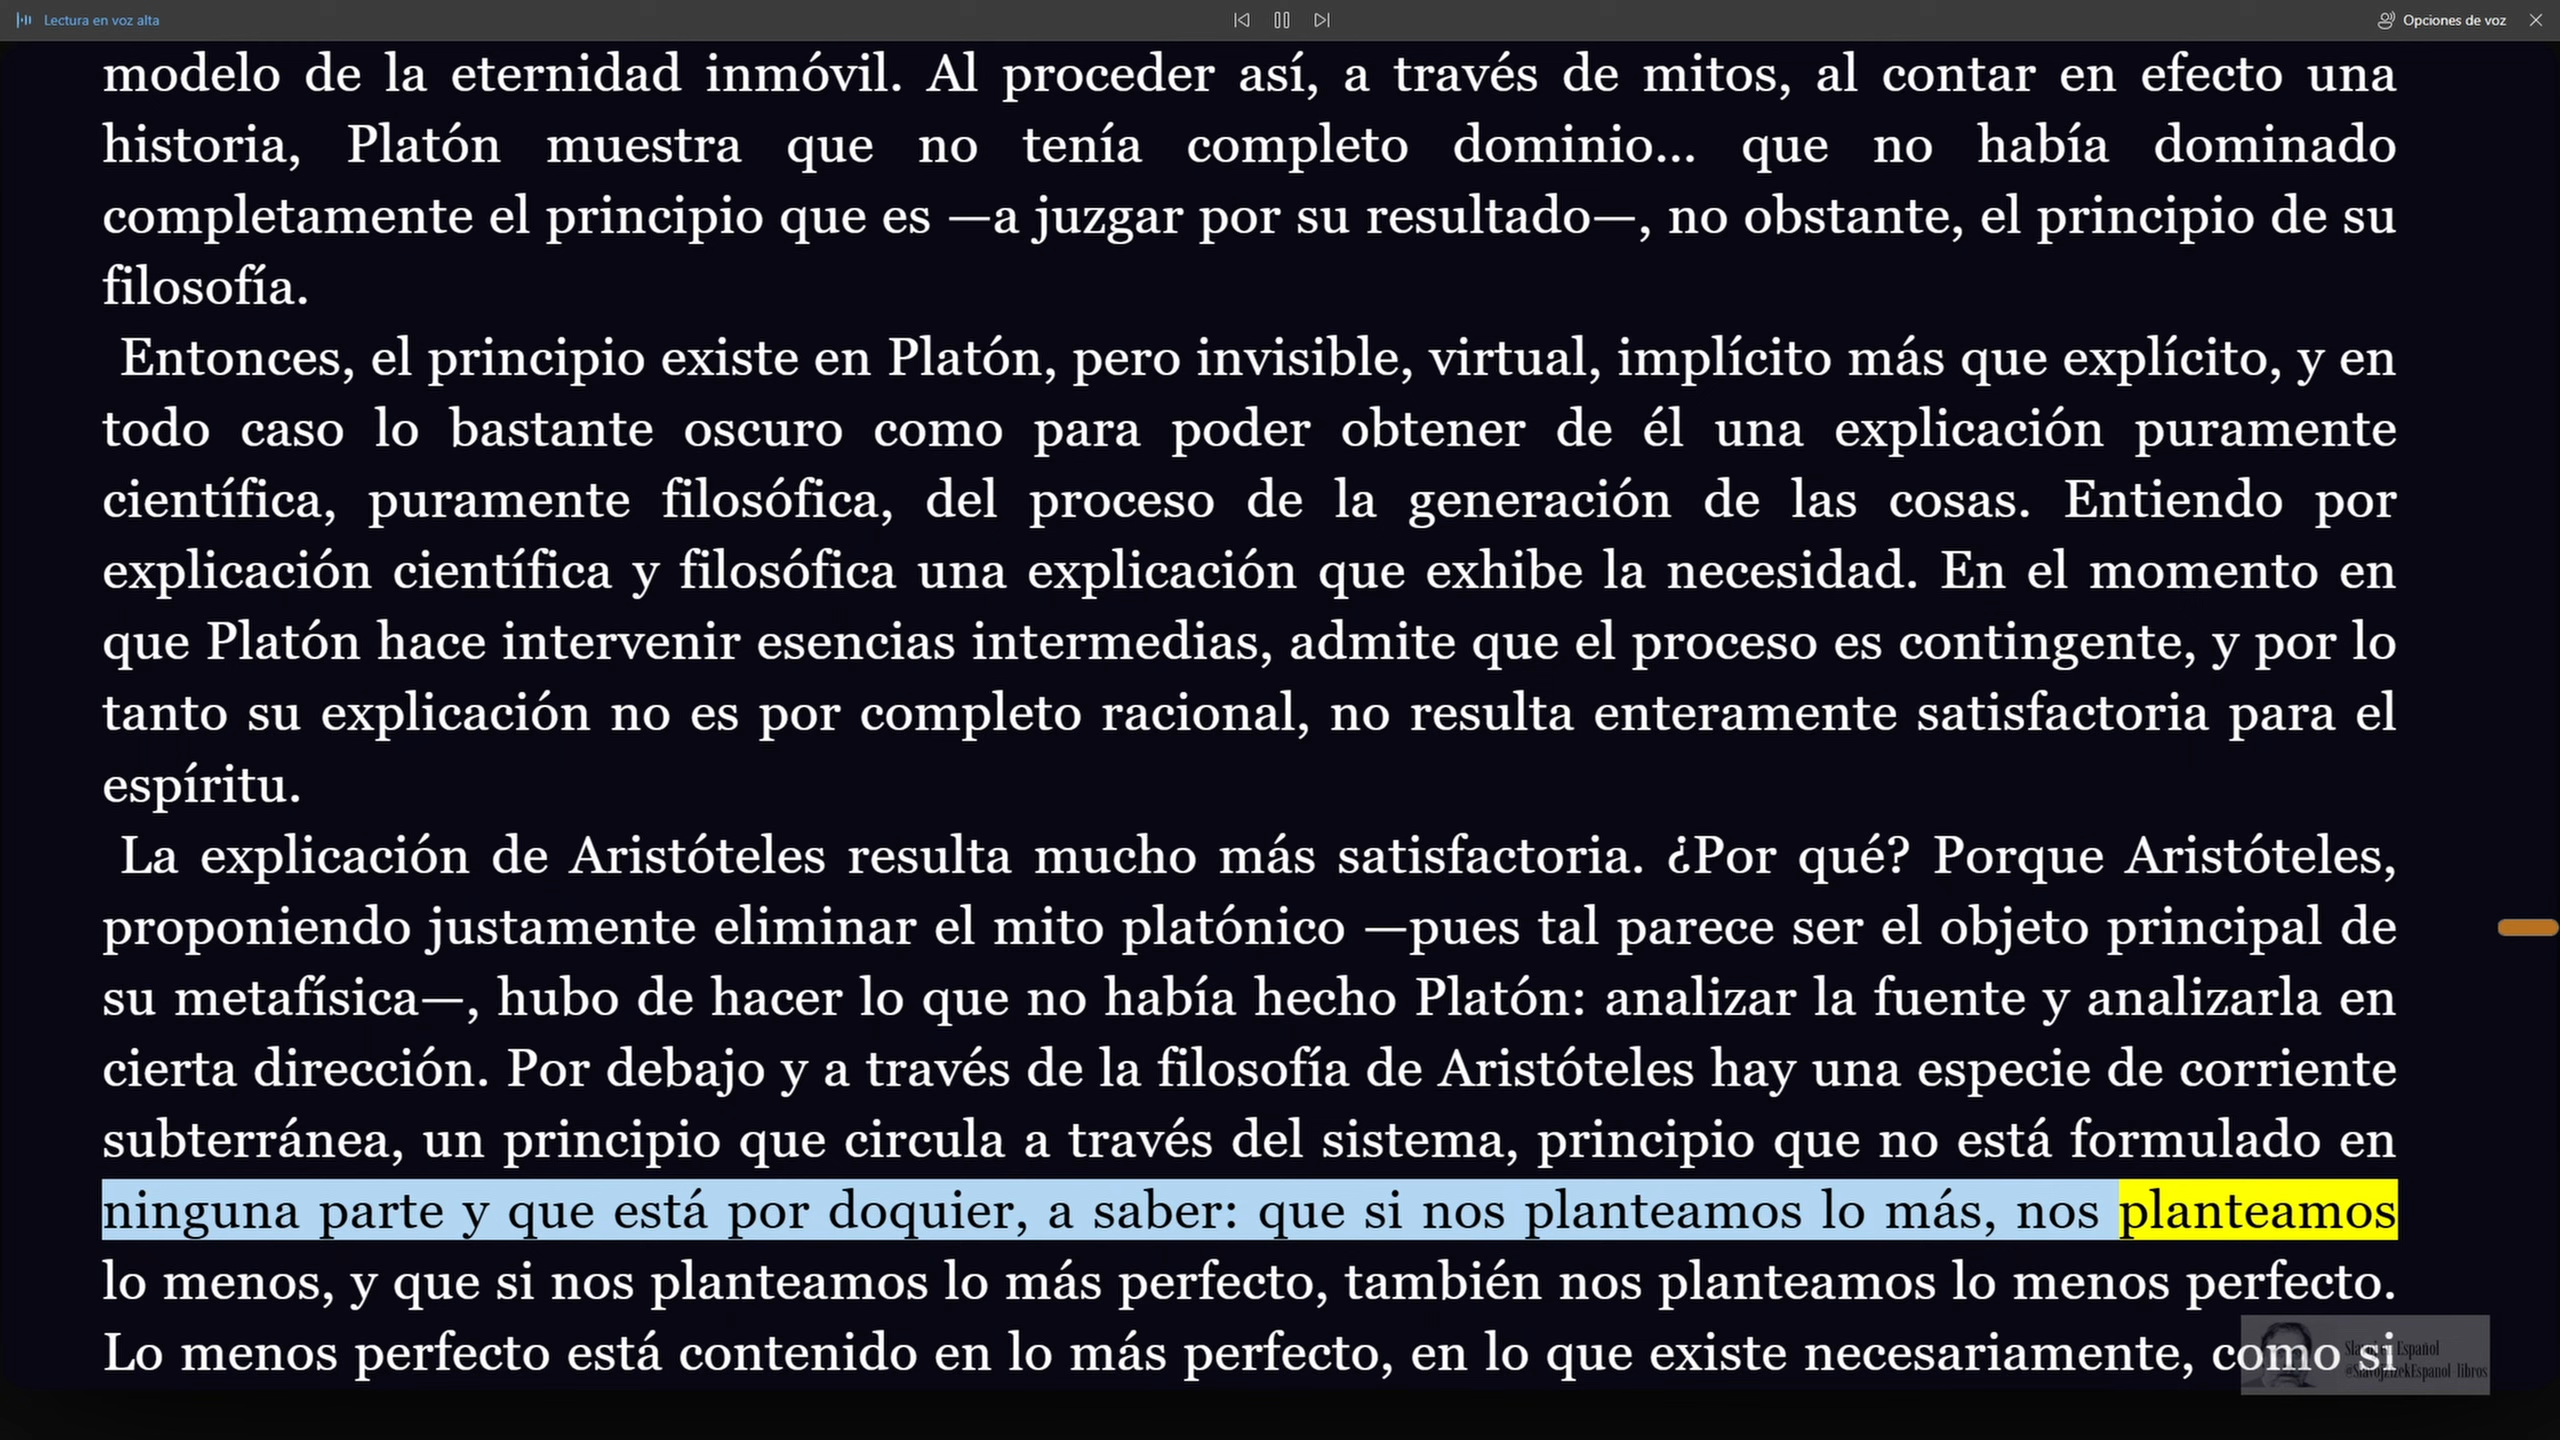 Lectura en voz alta
Opciones de voz
modelo de la eternidad inmóvil. Al proceder así, a través de mitos, al contar en efecto una
historia, Platón muestra que no tenía completo dominio... que no había dominado
completamente el principio que es —a juzgar por su resultado—, no obstante, el principio de su
filosofía.
Entonces, el principio existe en Platón, pero invisible, virtual, implícito más que explícito, y en
todo caso lo bastante oscuro como para poder obtener de él una explicación puramente
científica, puramente filosófica, del proceso de la generación de las cosas. Entiendo por
explicación científica y filosófica una explicación que exhibe la necesidad. En el momento en
que Platón hace intervenir esencias intermedias, admite que el proceso es contingente, y por lo
tanto su explicación no es por completo racional, no resulta enteramente satisfactoria para el
espíritu.
La explicación de Aristóteles resulta mucho más satisfactoria. ¿Por qué? Porque Aristóteles,
proponiendo justamente eliminar el mito platónico —pues tal parece ser el objeto principal de
su metafísica—, hubo de hacer lo que no había hecho Platón: analizar la fuente y analizarla en
cierta dirección. Por debajo y a través de la filosofía de Aristóteles hay una especie de corriente
subterránea, un principio que circula a través del sistema, principio que no está formulado en
ninguna parte y que está por doquier, a saber: que si nos planteamos lo más, nos planteamos
lo menos, y que si nos planteamos lo más perfecto, también nos planteamos lo menos perfecto.
Lo menos perfecto está contenido en lo más perfecto, en lo que existe necesariamente, como si
Español